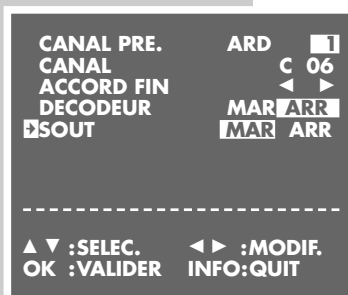 CANAL PRE. ARD 1
CANAL C 06
ACCORD FIN ◄ ►
DECODEUR MAR ARR
SOUT MAR ARR
▲ ▼ :SELEC. ◄ ► :MODIF.
OK :VALIDER INFO:QUIT